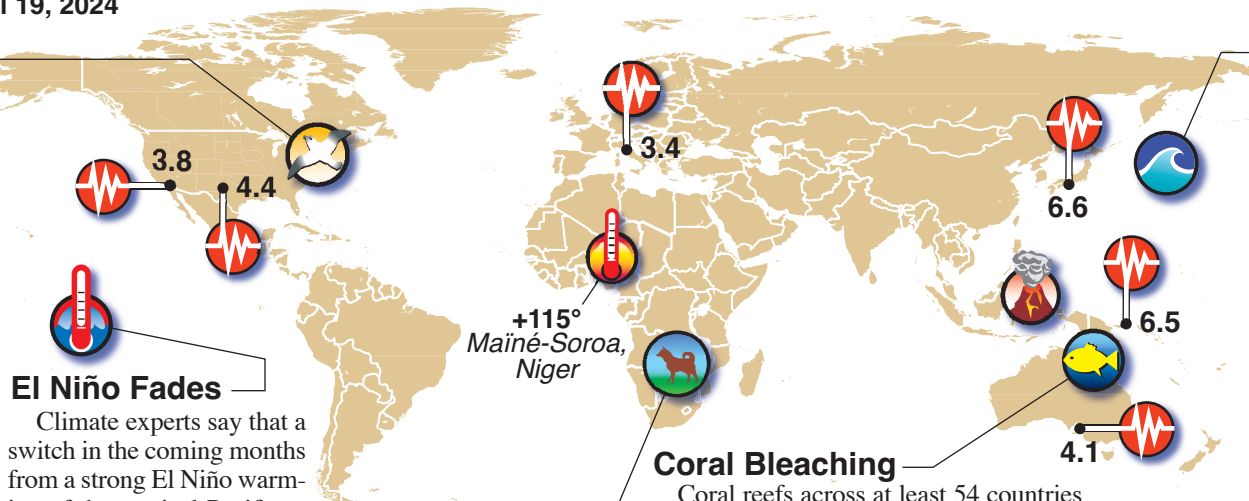 19, 2024
3.8
4.4
3.4
6.6
6.5
4.1
+115°
Maïné-Soroa,
Niger
El Niño Fades
Climate experts say that a
switch in the coming months
from a strong El Niño warm-
Coral Bleaching
Coral reefs across at least 54 countries